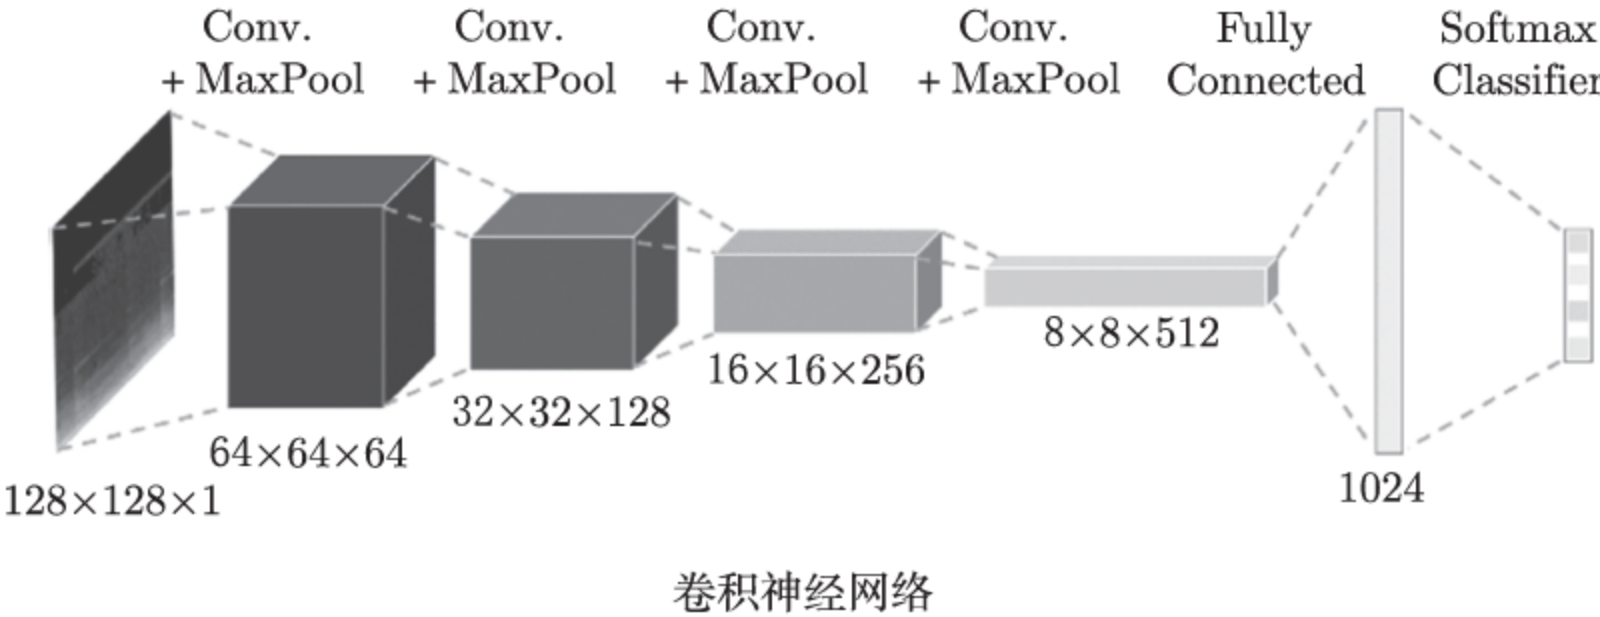 Conv.
+ MaxPool
Conv.
+ MaxPool
Conv.
+ MaxPool
Conv.
+ MaxPool
Fully
Connected
Softmax
Classifier
128×128×1
64×64×64
32×32×128
16×16×256
8×8×512
1024
卷积神经网络